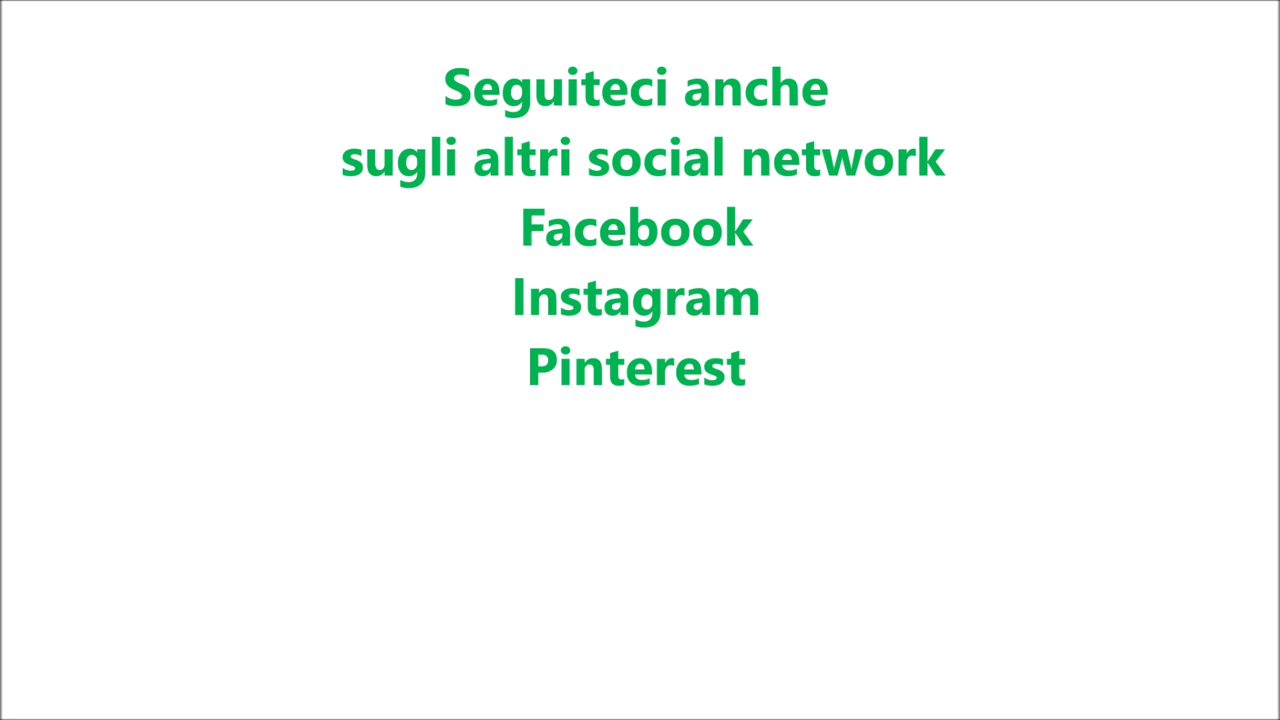 Seguiteci anche
sugli altri social network
Facebook
Instagram
Pinterest